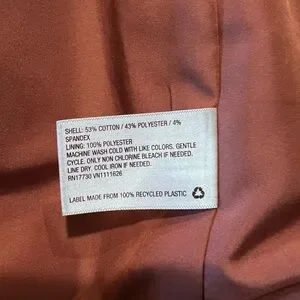 SHELL: 53% COTTON / 43% POLYESTER / 4%
SPANDEX
LINING: 100% POLYESTER
MACHINE WASH COLD WITH LIKE COLORS. GENTLE
CYCLE. ONLY NON CHLORINE BLEACH IF NEEDED.
LINE DRY. COOL IRON IF NEEDED.
RN17730 VN1111626
LABEL MADE FROM 100% RECYCLED PLASTIC